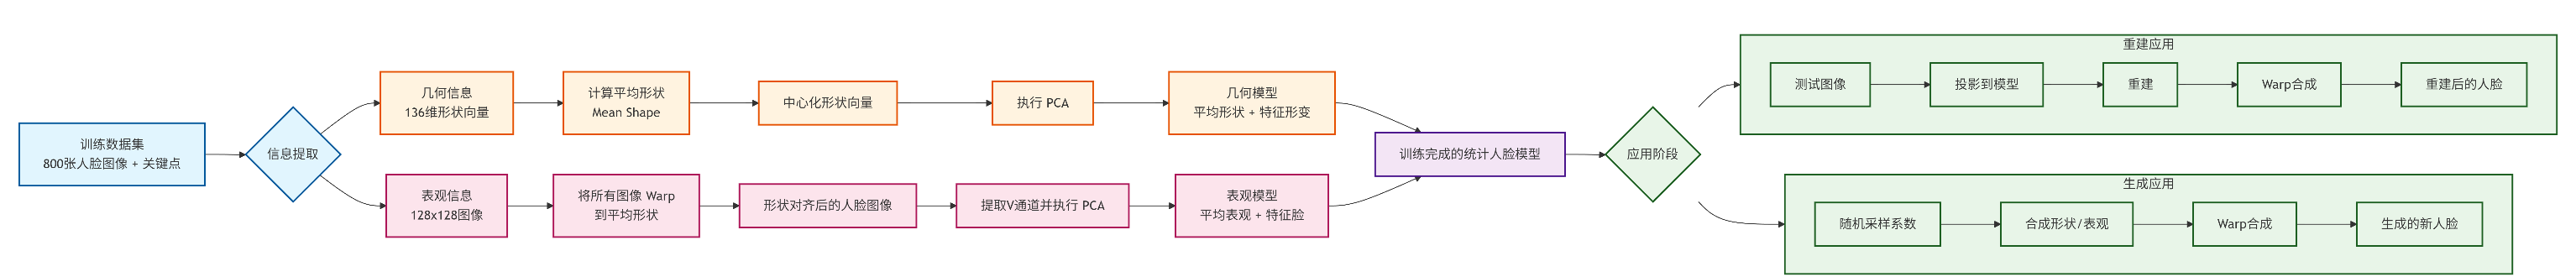 训练数据集
800张人脸图像 + 关键点
信息提取
几何信息
136维形状向量
计算平均形状
Mean Shape
中心化形状向量
执行 PCA
几何模型
平均形状 + 特征形变
表观信息
128x128图像
将所有图像 Warp
到平均形状
形状对齐后的人脸图像
提取V通道并执行 PCA
表观模型
平均表观 + 特征脸
训练完成的统计人脸模型
应用阶段
重建应用
测试图像
投影到模型
重建
Warp合成
重建后的人脸
生成应用
随机采样系数
合成形状/表观
Warp合成
生成的新人脸